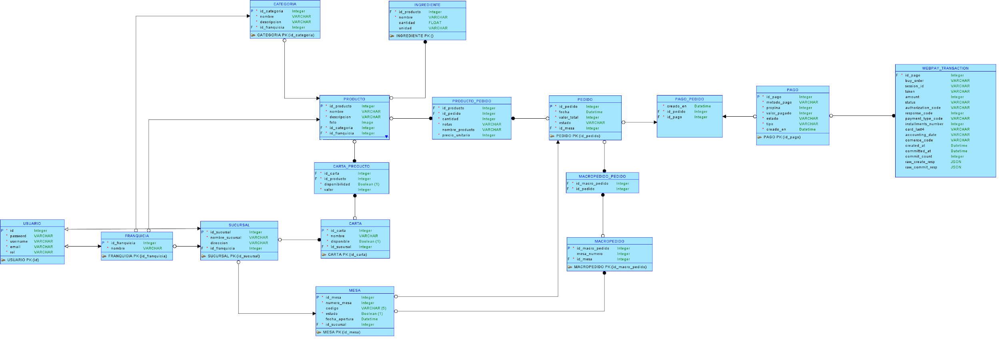 CATEGORIA
P * id_categoria Integer
* nombre VARCHAR
* descripcion VARCHAR
F * id_franquicia Integer
CATEGORIA PK (id_categoria)
INGREDIENTE
F * id_producto Integer
* nombre VARCHAR
cantidad FLOAT
unidad VARCHAR
INGREDIENTE PK ()
PRODUCTO
P * id_producto Integer
* nombre VARCHAR
* descripcion VARCHAR
foto Image
F * id_categoria Integer
F * id_franquicia Integer
PRODUCTO_PEDIDO
F * id_producto Integer
F * id_pedido Integer
* cantidad Integer
* notas VARCHAR
nombre_producto VARCHAR
* precio_unitario Integer
PEDIDO
P * id_pedido Integer
* fecha Datetime
* valor_total Integer
* estado VARCHAR
F * id_mesa Integer
PEDIDO PK (id_pedido)
PAGO_PEDIDO
* creado_en Datetime
F * id_pedido Integer
F * id_pago Integer
PAGO
P * id_pago Integer
* metodo_pago VARCHAR
* propina Integer
* valor_pagado Integer
* estado VARCHAR
* tipo VARCHAR
* creado_en Datetime
PAGO PK (id_pago)
WEBPAY_TRANSACTION
F * id_pago Integer
buy_order VARCHAR
session_id VARCHAR
token VARCHAR
amount Integer
status VARCHAR
authorization_code VARCHAR
response_code Integer
payment_type_code VARCHAR
installments_number Integer
card_last4 VARCHAR
accounting_date VARCHAR
comerce_code VARCHAR
created_at Datetime
committed_at Datetime
commit_count Integer
raw_create_resp JSON
raw_commit_resp JSON
CARTA_PRODUCTO
F * id_carta Integer
F * id_producto Integer
* disponibilidad Boolean (1)
* valor Integer
MACROPEDIDO_PEDIDO
F * id_macro_pedido Integer
F * id_pedido Integer
USUARIO
P * id Integer
* password VARCHAR
* username VARCHAR
* email VARCHAR
* rol VARCHAR
USUARIO PK (id)
FRANQUICIA
P * id_franquicia Integer
* nombre VARCHAR
FRANQUICIA PK (id_franquicia)
SUCURSAL
P * id_sucursal Integer
* nombre_sucursal VARCHAR
direccion VARCHAR
F * id_franquicia Integer
SUCURSAL PK (id_sucursal)
CARTA
P * id_carta Integer
* nombre VARCHAR
* disponible Boolean (1)
F * id_sucursal Integer
CARTA PK (id_carta)
MACROPEDIDO
P * id_macro_pedido Integer
mesa_numero Integer
F * id_mesa Integer
MACROPEDIDO PK (id_macro_pedido)
MESA
P * id_mesa Integer
* numero_mesa Integer
codigo VARCHAR (5)
* estado Boolean (1)
fecha_apertura Datetime
F * id_sucursal Integer
MESA PK (id_mesa)